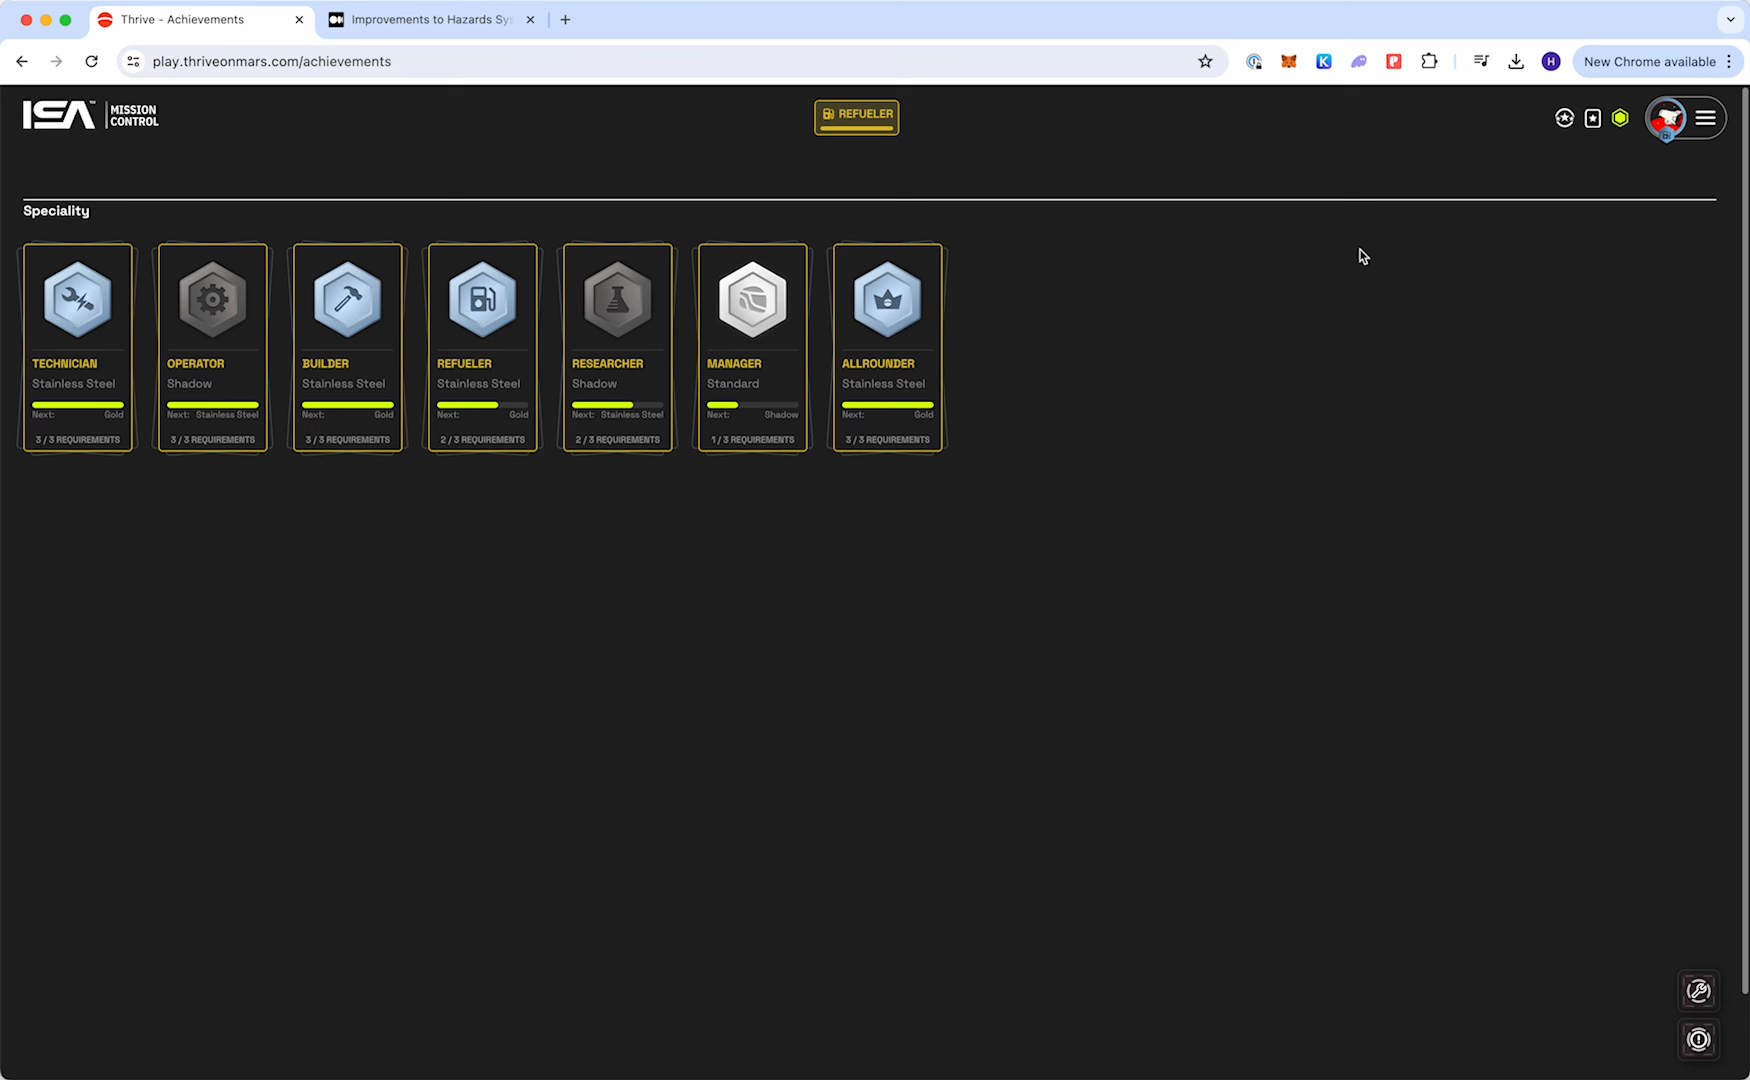 Thrive - Achievements
Improvements to Hazards Sy
play.thriveonmars.com/achievements
K
P
H
New Chrome available
ISA™ MISSION CONTROL
REFUELER
Speciality
TECHNICIAN
Stainless Steel
Next: Gold
3 / 3 REQUIREMENTS
OPERATOR
Shadow
Next: Stainless Steel
3 / 3 REQUIREMENTS
BUILDER
Stainless Steel
Next: Gold
3 / 3 REQUIREMENTS
REFUELER
Stainless Steel
Next: Gold
2 / 3 REQUIREMENTS
RESEARCHER
Shadow
Next: Stainless Steel
2 / 3 REQUIREMENTS
MANAGER
Standard
Next: Shadow
1 / 3 REQUIREMENTS
ALLROUNDER
Stainless Steel
Next: Gold
3 / 3 REQUIREMENTS